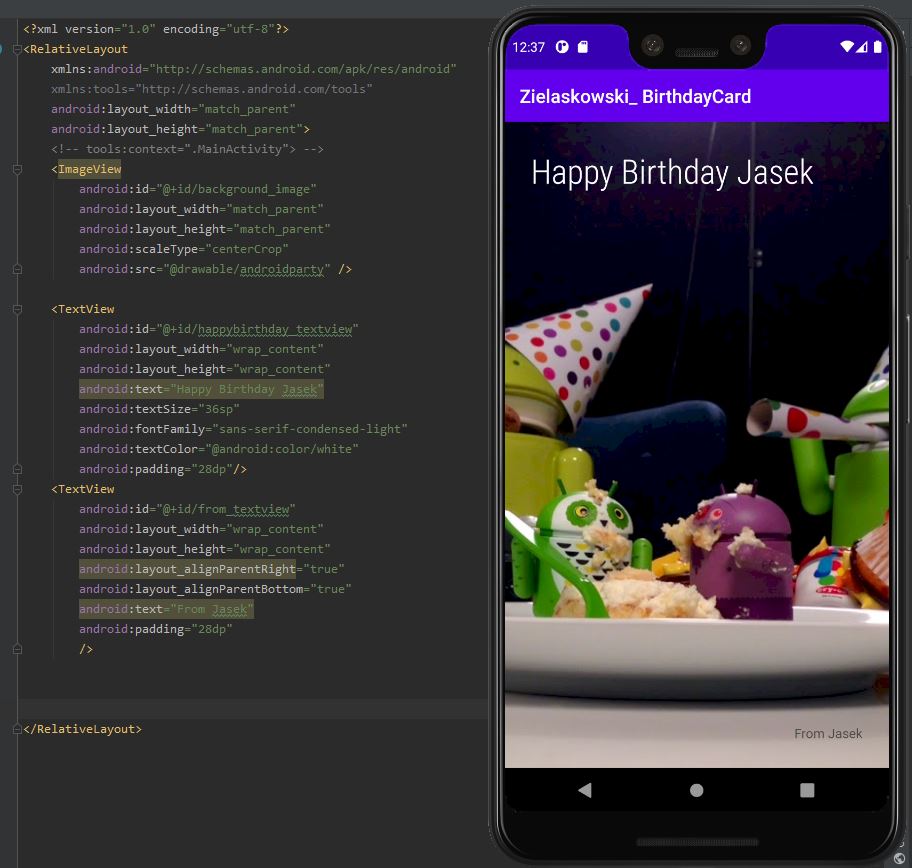 <?xml version="1.0" encoding="utf-8"?>
<RelativeLayout
xmlns:android="http://schemas.android.com/apk/res/android"
xmlns:tools="http://schemas.android.com/tools"
android:layout_width="match_parent"
android:layout_height="match_parent">
<!-- tools:context=".MainActivity"> -->
<ImageView
android:id="@+id/background_image"
android:layout_width="match_parent"
android:layout_height="match_parent"
android:scaleType="centerCrop"
android:src="@drawable/androidparty" />
<TextView
android:id="@+id/happybirthday_textview"
android:layout_width="wrap_content"
android:layout_height="wrap_content"
android:text="Happy Birthday Jasek"
android:textSize="36sp"
android:fontFamily="sans-serif-condensed-light"
android:textColor="@android:color/white"
android:padding="28dp"/>
<TextView
android:id="@+id/from_textview"
android:layout_width="wrap_content"
android:layout_height="wrap_content"
android:layout_alignParentRight="true"
android:layout_alignParentBottom="true"
android:text="From Jasek"
android:padding="28dp"
/>
</RelativeLayout>
12:37
Zielaskowski_ BirthdayCard
Happy Birthday Jasek
From Jasek